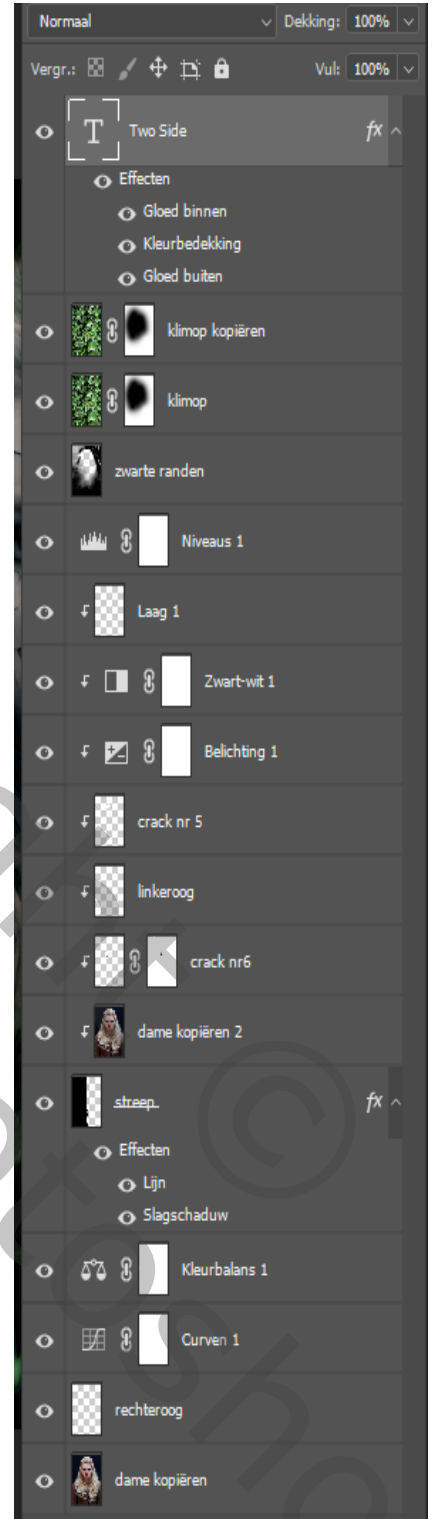 Normaal Dekking: 100%
Vergr.: Vul: 100%
T Two Side fx
Effecten
Gloed binnen
Kleurbedekking
Gloed buiten
klimop kopiëren
klimop
zwarte randen
Niveaus 1
Laag 1
Zwart-wit 1
Belichting 1
crack nr 5
linkeroog
crack nr6
dame kopiëren 2
streep fx
Effecten
Lijn
Slagschaduw
Kleurbalans 1
Curven 1
rechteroog
dame kopiëren